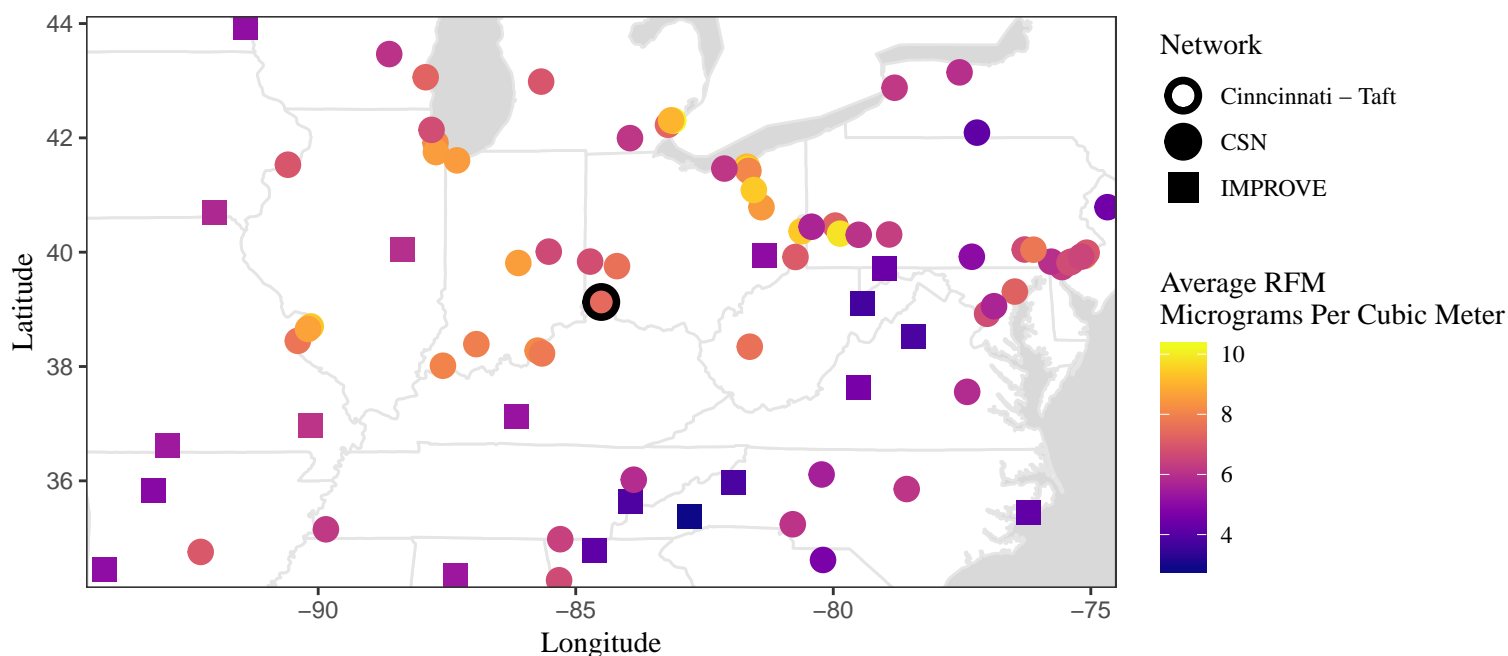 44
42
40
38
36
Latitude
−90
−85
−80
−75
Longitude
Network
Cinncinnati − Taft
CSN
IMPROVE
Average RFM
Micrograms Per Cubic Meter
10
8
6
4